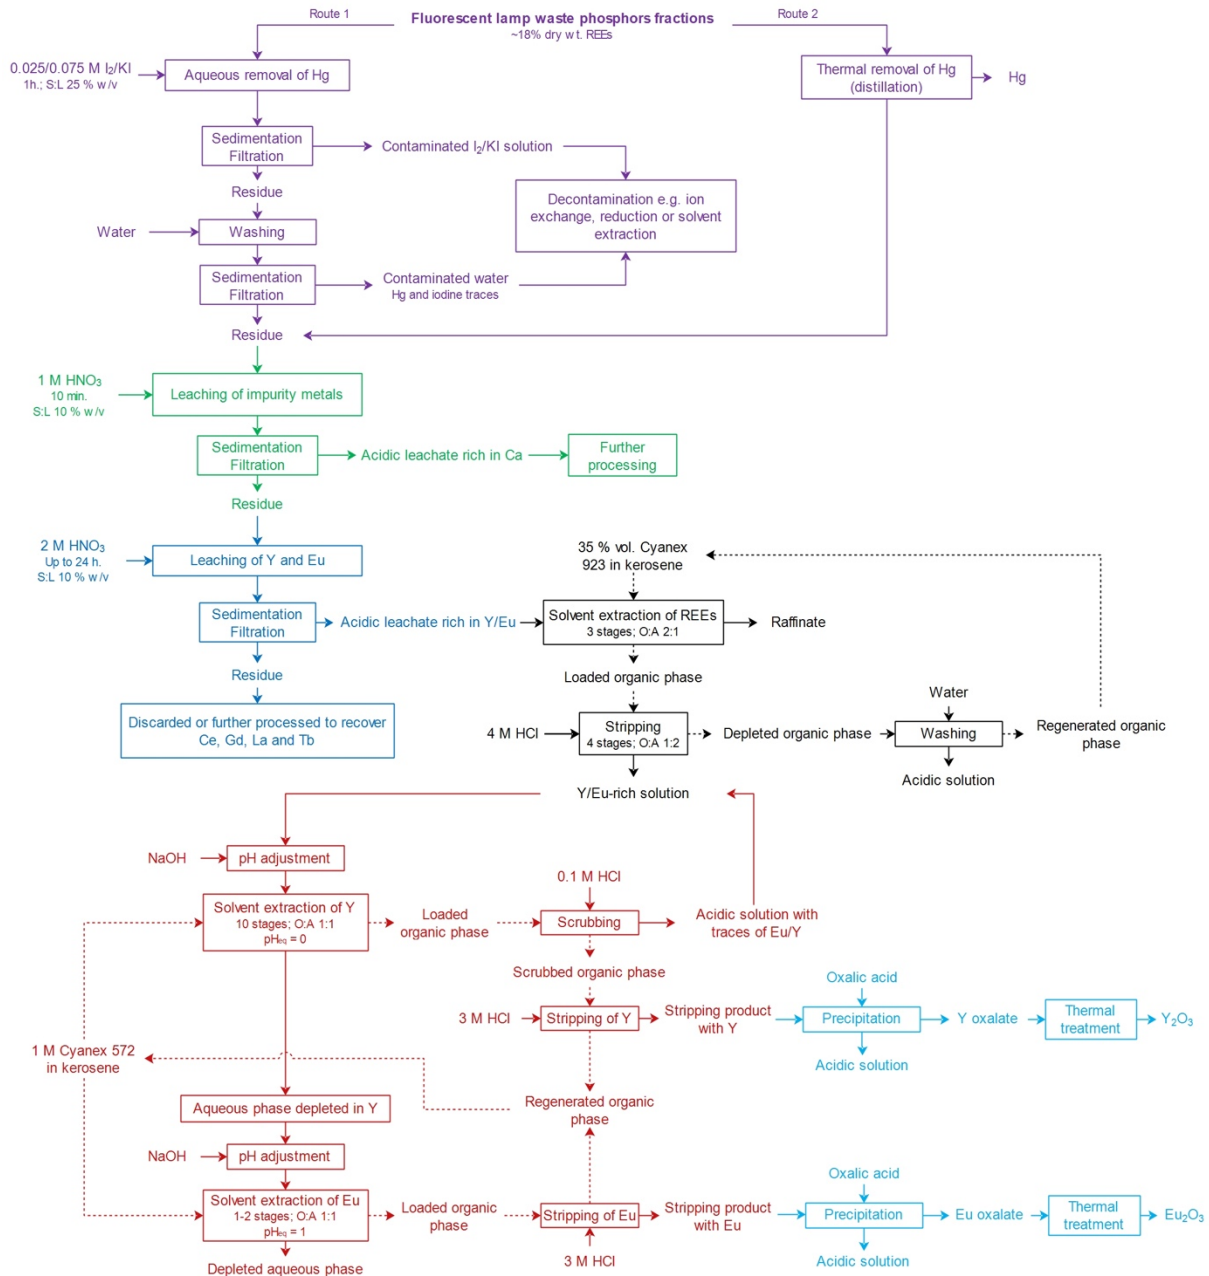 Route 1
Fluorescent lamp waste phosphors fractions
~18% dry wt. REEs
Route 2
0.025/0.075 M I₂/KI
1h.; S:L 25 % w/v
Aqueous removal of Hg
Thermal removal of Hg
(distillation)
Hg
Sedimentation
Filtration
Contaminated I₂/KI solution
Residue
Decontamination e.g. ion
exchange, reduction or solvent
extraction
Water
Washing
Sedimentation
Filtration
Contaminated water
Hg and iodine traces
Residue
1 M HNO₃
10 min.
S:L 10 % w/v
Leaching of impurity metals
Sedimentation
Filtration
Acidic leachate rich in Ca
Further
processing
Residue
2 M HNO₃
Up to 24 h.
S:L 10 % w/v
Leaching of Y and Eu
35 % vol. Cyanex
923 in kerosene
Sedimentation
Filtration
Acidic leachate rich in Y/Eu
Solvent extraction of REEs
3 stages; O:A 2:1
Raffinate
Residue
Loaded organic phase
Discarded or further processed to recover
Ce, Gd, La and Tb
4 M HCl
Stripping
4 stages; O:A 1:2
Depleted organic phase
Water
Washing
Regenerated organic
phase
Acidic solution
Y/Eu-rich solution
NaOH
pH adjustment
0.1 M HCl
Solvent extraction of Y
10 stages; O:A 1:1
pHeq = 0
Loaded
organic phase
Scrubbing
Acidic solution with
traces of Eu/Y
Scrubbed organic phase
Oxalic acid
3 M HCl
Stripping of Y
Stripping product
with Y
Precipitation
Y oxalate
Thermal
treatment
Y₂O₃
Acidic solution
1 M Cyanex 572
in kerosene
Regenerated organic
phase
Aqueous phase depleted in Y
NaOH
pH adjustment
Oxalic acid
Solvent extraction of Eu
1-2 stages; O:A 1:1
pHeq = 1
Loaded organic
phase
Stripping of Eu
Stripping product
with Eu
Precipitation
Eu oxalate
Thermal
treatment
Eu₂O₃
3 M HCl
Acidic solution
Depleted aqueous phase